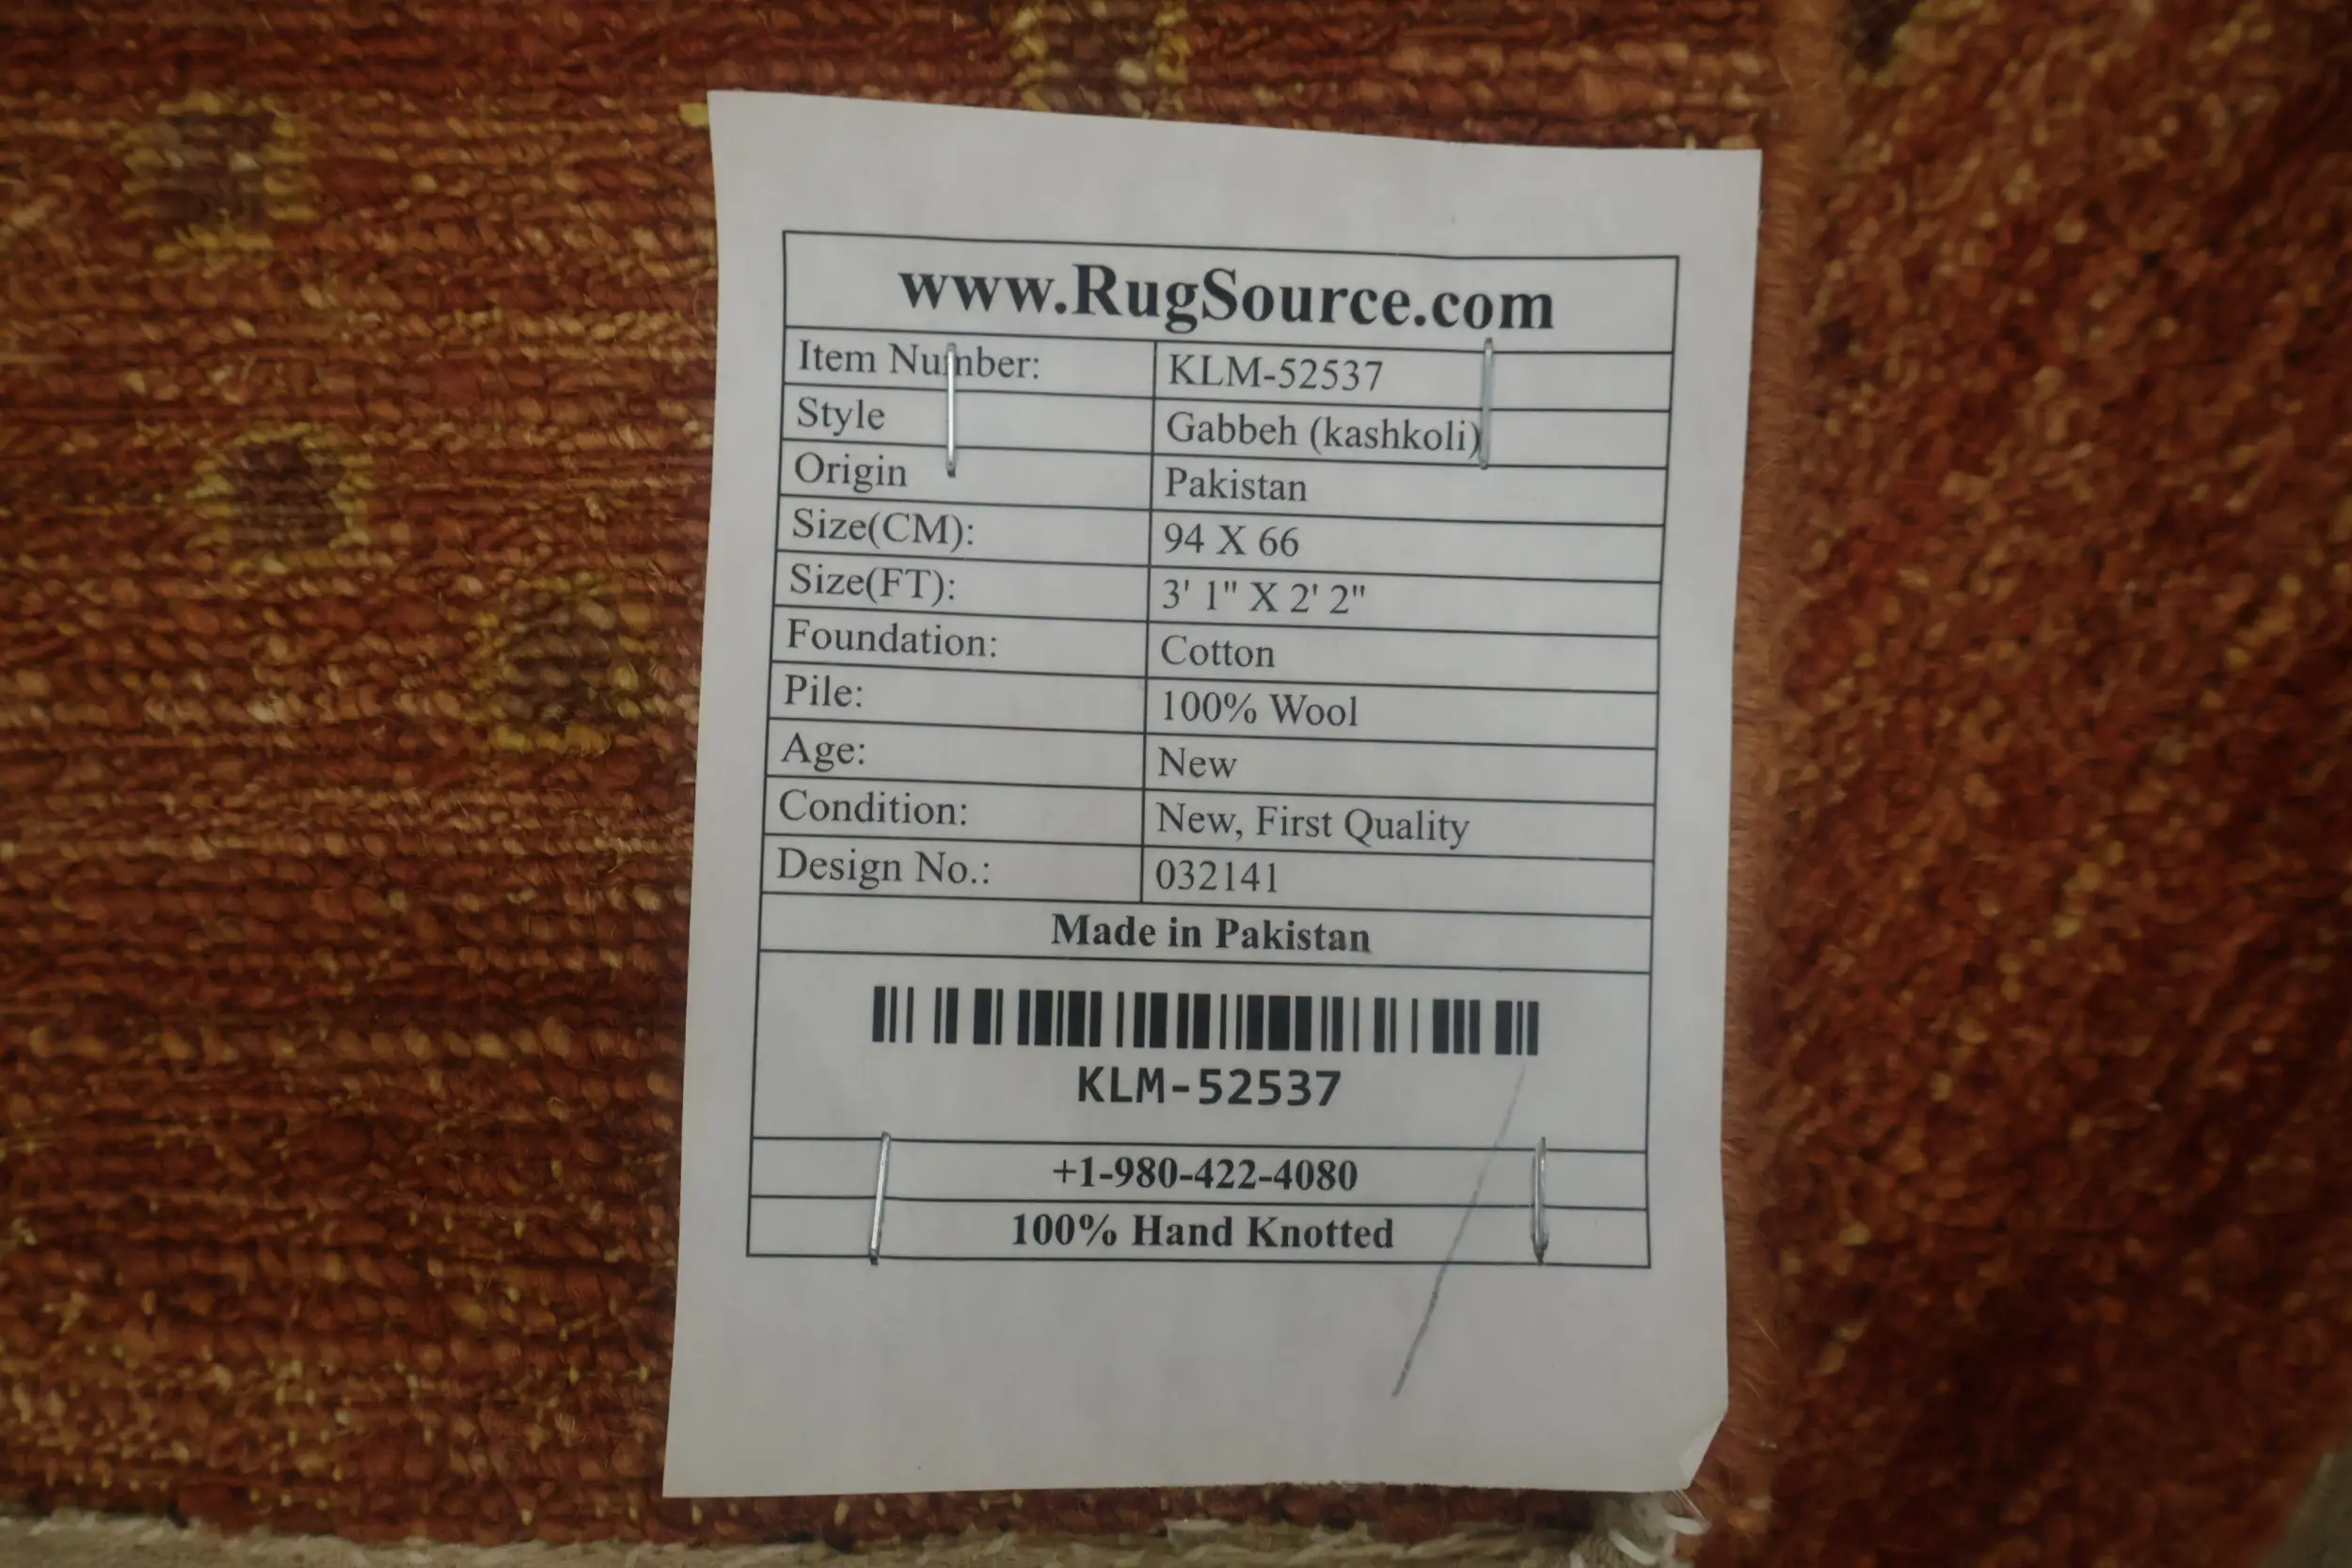 www.RugSource.com
Item Number: KLM-52537
Style Gabbeh (kashkoli)
Origin Pakistan
Size(CM): 94 X 66
Size(FT): 3' 1" X 2' 2"
Foundation: Cotton
Pile: 100% Wool
Age: New
Condition: New, First Quality
Design No.: 032141
Made in Pakistan
KLM-52537
+1-980-422-4080
100% Hand Knotted